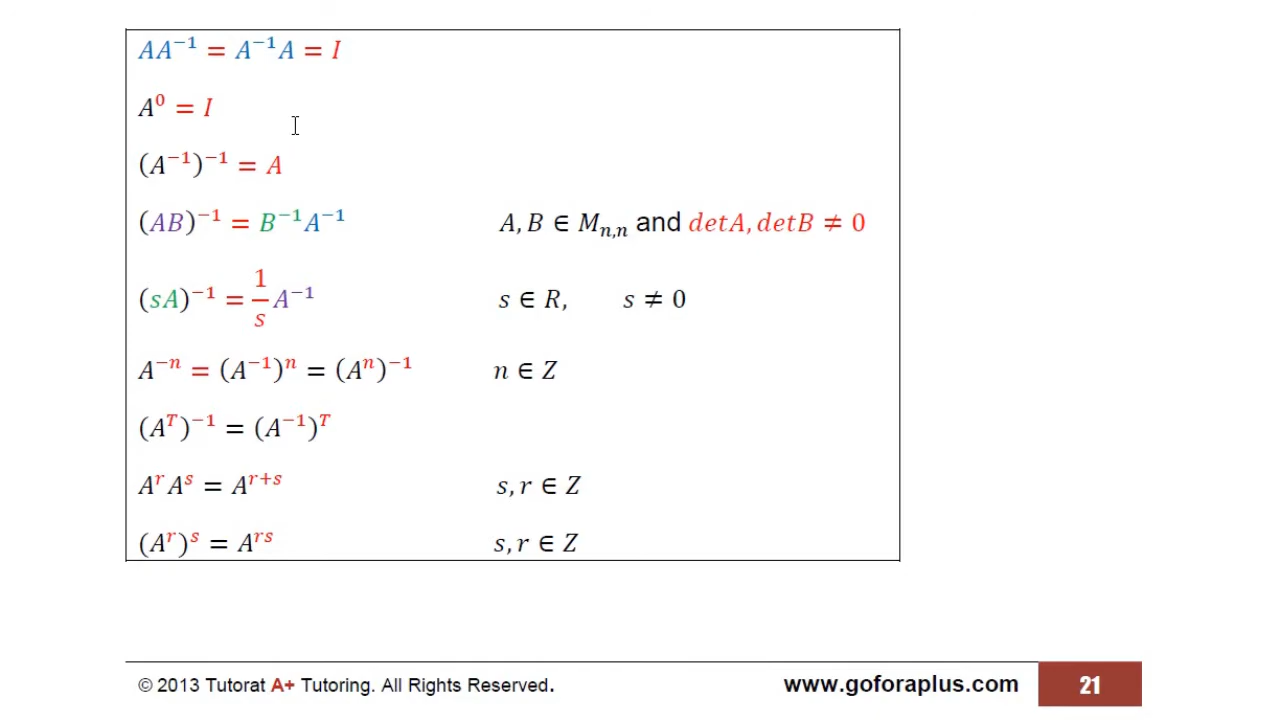 AA⁻¹ = A⁻¹A = I
A⁰ = I
(A⁻¹)⁻¹ = A
(AB)⁻¹ = B⁻¹A⁻¹ A, B ∈ Mₙ,ₙ and detA, detB ≠ 0
(sA)⁻¹ = 1/s A⁻¹ s ∈ R, s ≠ 0
A⁻ⁿ = (A⁻¹)ⁿ = (Aⁿ)⁻¹ n ∈ Z
(Aᵀ)⁻¹ = (A⁻¹)ᵀ
AʳAˢ = Aʳ⁺ˢ s, r ∈ Z
(Aʳ)ˢ = Aʳˢ s, r ∈ Z
© 2013 Tutorat A+ Tutoring. All Rights Reserved. www.goforaplus.com 21